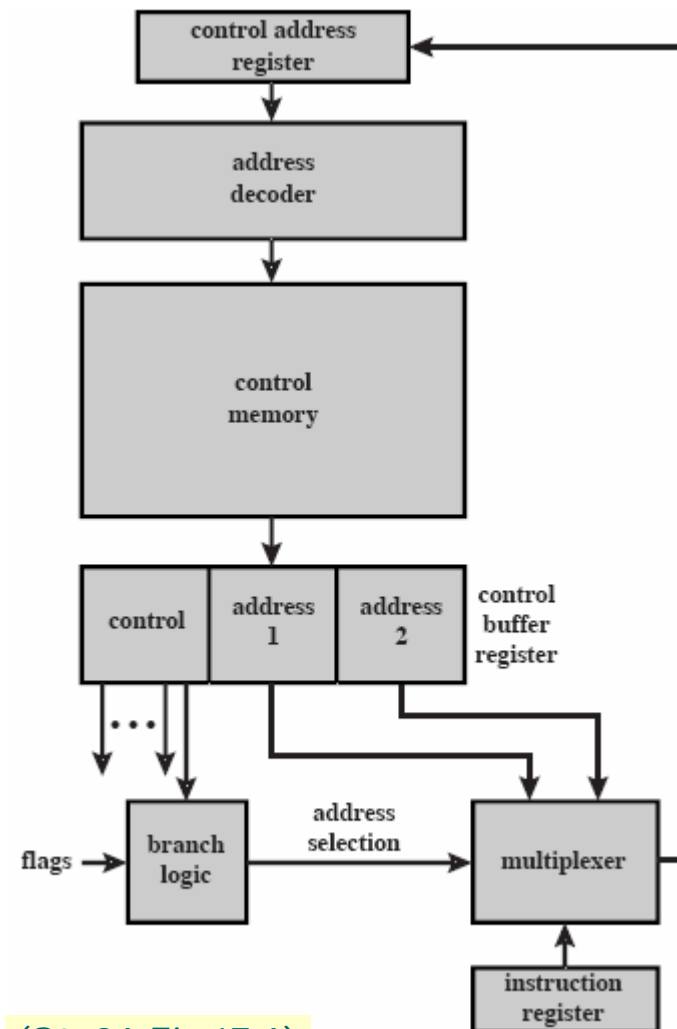 control address
register
address
decoder
control
memory
control
address
1
address
2
control
buffer
register
flags
branch
logic
address
selection
multiplexer
instruction
register